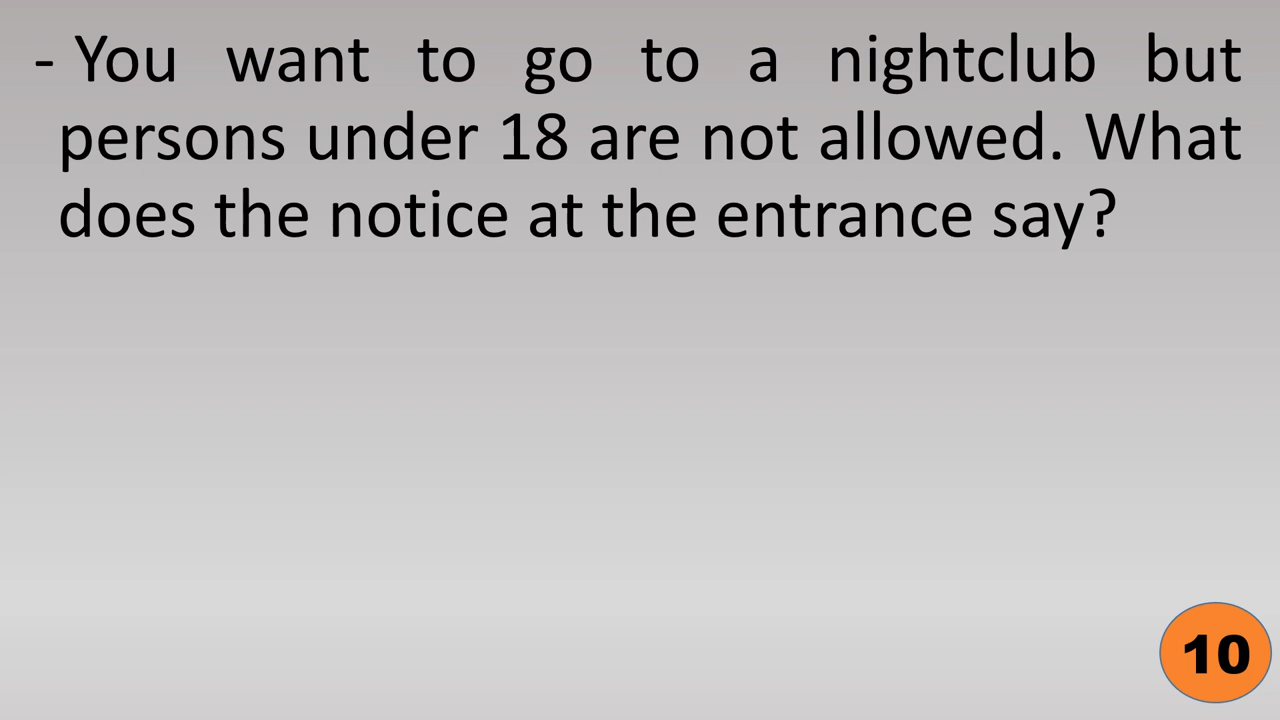 - You want to go to a nightclub but
persons under 18 are not allowed. What
does the notice at the entrance say?
10